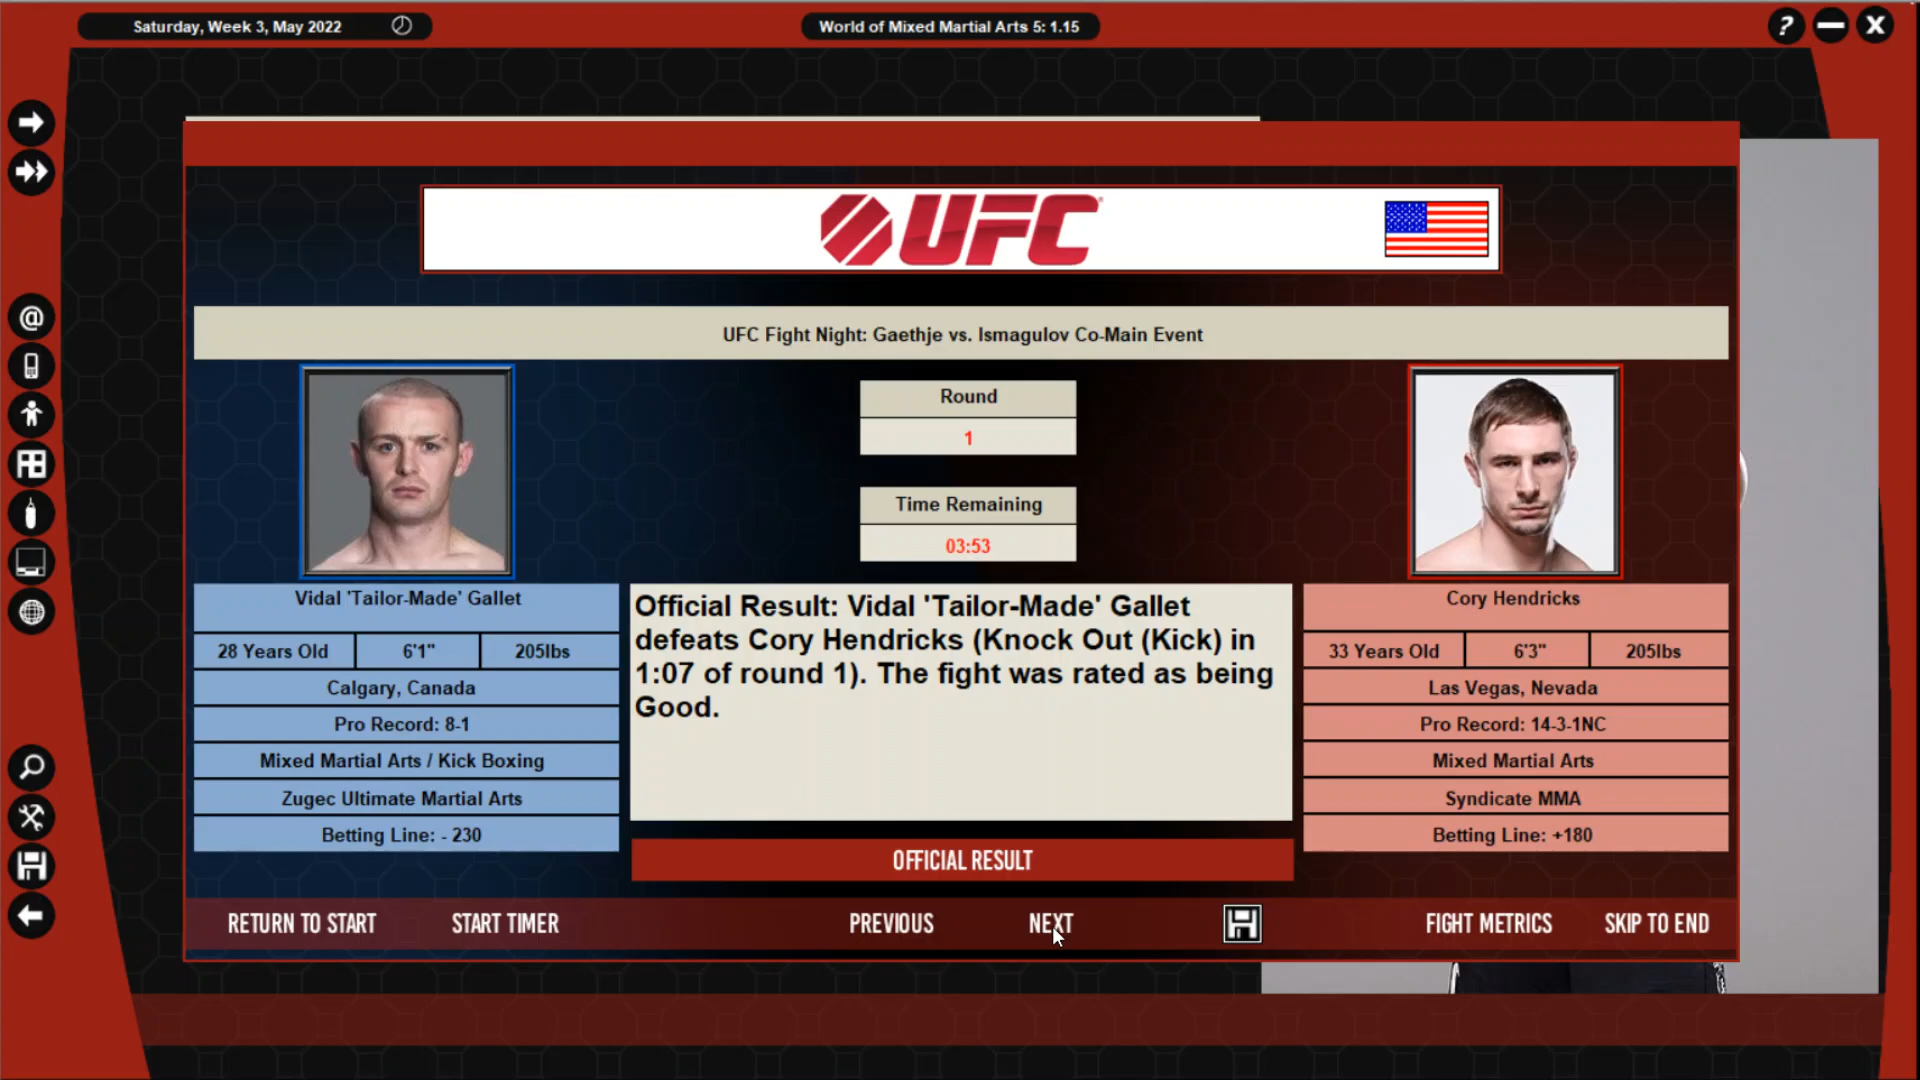 Saturday, Week 3, May 2022
World of Mixed Martial Arts 5: 1.15
?
X
@
UFC
UFC Fight Night: Gaethje vs. Ismagulov Co-Main Event
Round
1
Time Remaining
03:53
Vidal 'Tailor-Made' Gallet
28 Years Old
6'1"
205lbs
Calgary, Canada
Pro Record: 8-1
Mixed Martial Arts / Kick Boxing
Zugec Ultimate Martial Arts
Betting Line: - 230
Official Result: Vidal 'Tailor-Made' Gallet
defeats Cory Hendricks (Knock Out (Kick) in
1:07 of round 1). The fight was rated as being
Good.
OFFICIAL RESULT
Cory Hendricks
33 Years Old
6'3"
205lbs
Las Vegas, Nevada
Pro Record: 14-3-1NC
Mixed Martial Arts
Syndicate MMA
Betting Line: +180
RETURN TO START
START TIMER
PREVIOUS
NEXT
FIGHT METRICS
SKIP TO END